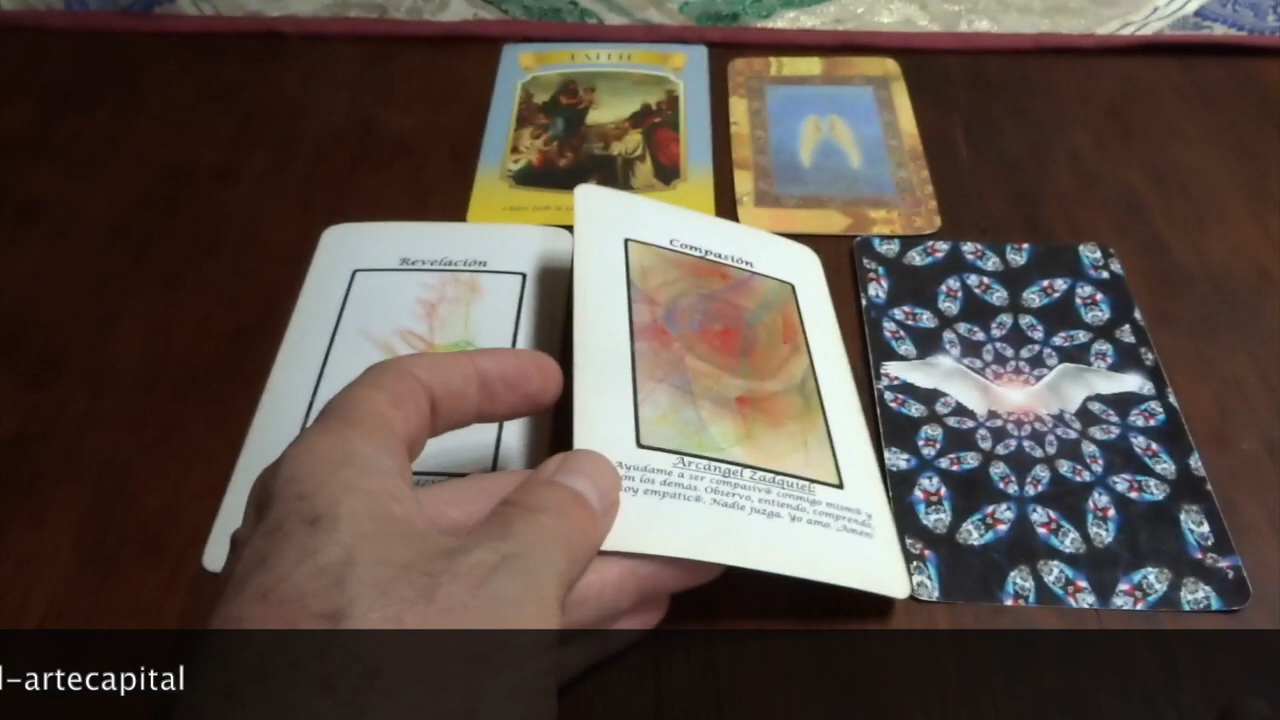 FAITH
Revelación
Compasión
Arcángel Zadquiel:
Ayúdame a ser compasiv@ conmigo mism@ y
con los demás. Observo, entiendo, comprendo,
soy empátic@. Nadie juzga. Yo amo. ¡Amen!
l-artecapital